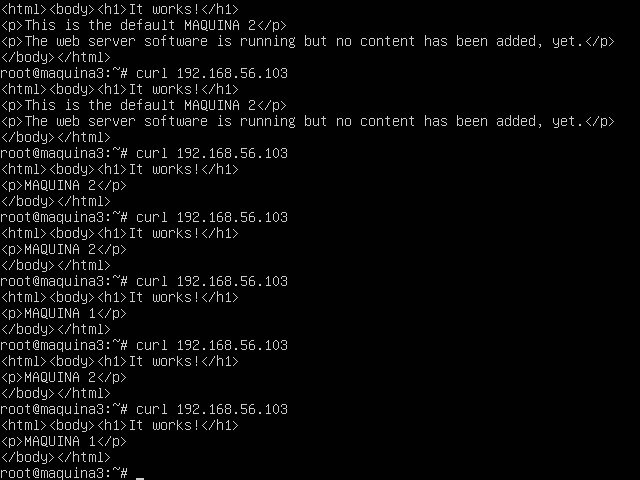 <html><body><h1>It works!</h1>
<p>This is the default MAQUINA 2</p>
<p>The web server software is running but no content has been added, yet.</p>
</body></html>
root@maquina3:~# curl 192.168.56.103
<html><body><h1>It works!</h1>
<p>This is the default MAQUINA 2</p>
<p>The web server software is running but no content has been added, yet.</p>
</body></html>
root@maquina3:~# curl 192.168.56.103
<html><body><h1>It works!</h1>
<p>MAQUINA 2</p>
</body></html>
root@maquina3:~# curl 192.168.56.103
<html><body><h1>It works!</h1>
<p>MAQUINA 2</p>
</body></html>
root@maquina3:~# curl 192.168.56.103
<html><body><h1>It works!</h1>
<p>MAQUINA 1</p>
</body></html>
root@maquina3:~# curl 192.168.56.103
<html><body><h1>It works!</h1>
<p>MAQUINA 2</p>
</body></html>
root@maquina3:~# curl 192.168.56.103
<html><body><h1>It works!</h1>
<p>MAQUINA 1</p>
</body></html>
root@maquina3:~# _